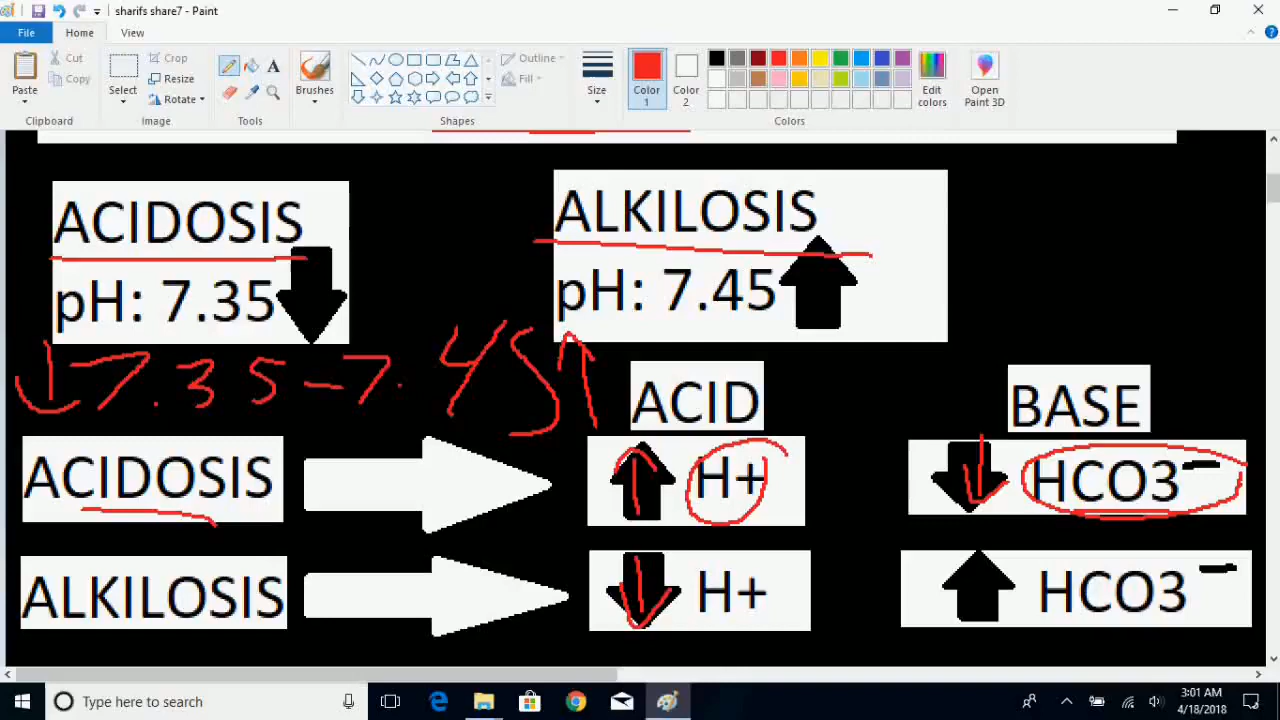 sharifs share7 - Paint
File Home View
Paste
Cut
Copy
Clipboard
Select
Crop
Resize
Rotate
Image
A
Tools
Brushes
Outline
Fill
Shapes
Size
Color 1
Color 2
Edit colors
Colors
Open Paint 3D
ACIDOSIS
pH: 7.35
ALKILOSIS
pH: 7.45
7.35-7.45
ACID
BASE
ACIDOSIS
H+
HCO3-
ALKILOSIS
H+
HCO3-
Type here to search
3:01 AM
4/18/2018